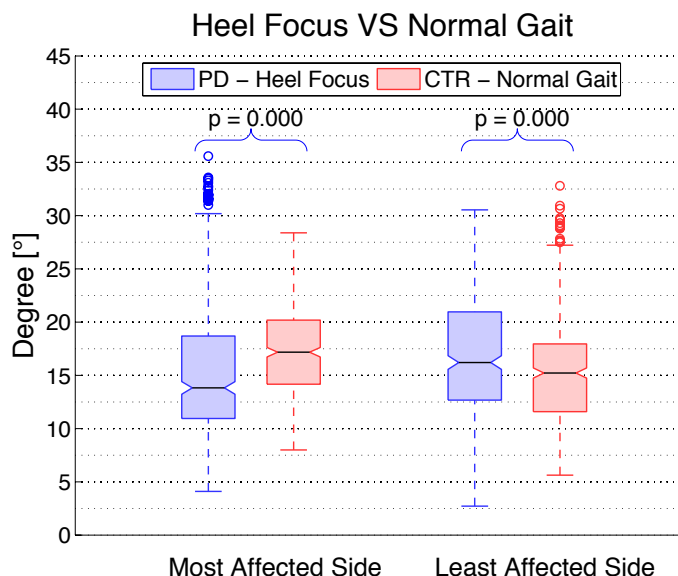 Heel Focus VS Normal Gait
45
PD – Heel Focus CTR – Normal Gait
40
p = 0.000 p = 0.000
35
30
25
20
15
10
5
0
Degree [°]
Most Affected Side Least Affected Side